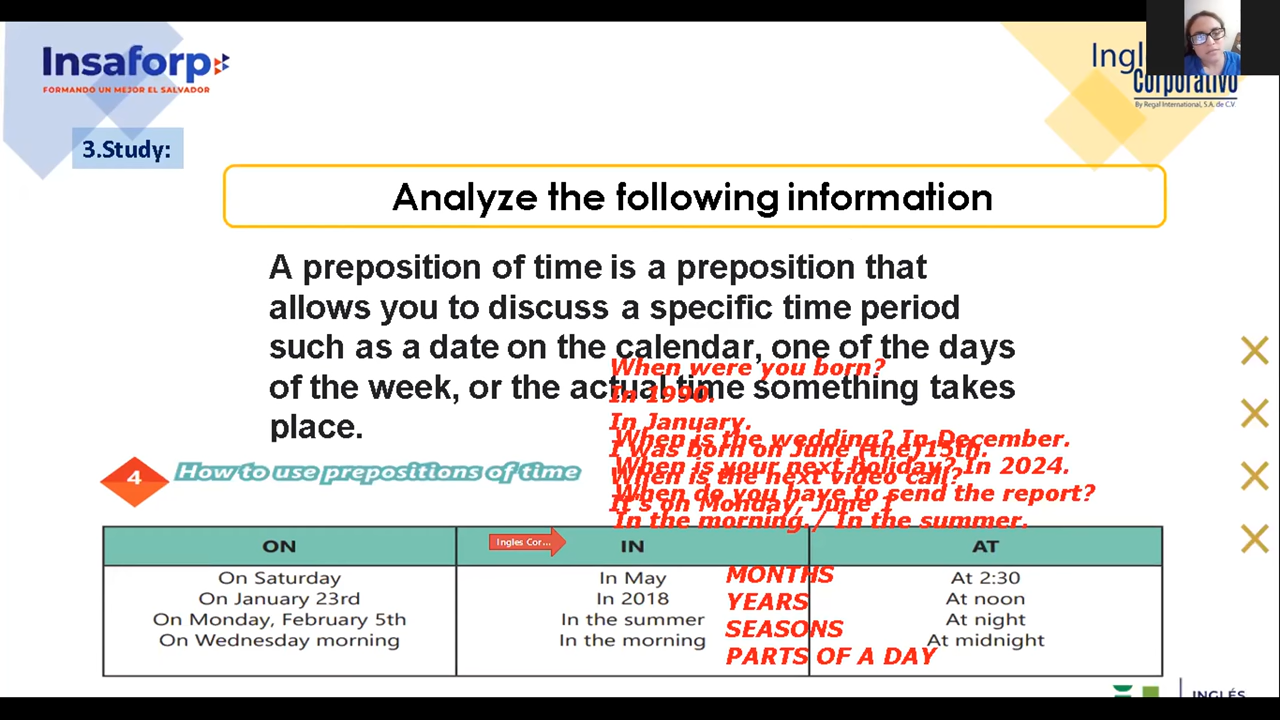 Insaforp
FORMANDO UN MEJOR EL SALVADOR
Ingl
Corporativo
By Regal International, S.A. de C.V.
3.Study:
Analyze the following information
A preposition of time is a preposition that
allows you to discuss a specific time period
such as a date on the calendar, one of the days
of the week, or the actual time something takes
place.
When were you born?
In 1990.
In January.
I was born on June (the)15th.
When is the next video call?
It's on Monday, June 1
When is the wedding? In December.
When is your next holiday? In 2024.
When do you have to send the report?
In the morning./ In the summer.
4
How to use prepositions of time
Ingles Cor...
ON
IN
AT
On Saturday
On January 23rd
On Monday, February 5th
On Wednesday morning
In May
In 2018
In the summer
In the morning
MONTHS
YEARS
SEASONS
PARTS OF A DAY
At 2:30
At noon
At night
At midnight
INGLÉS